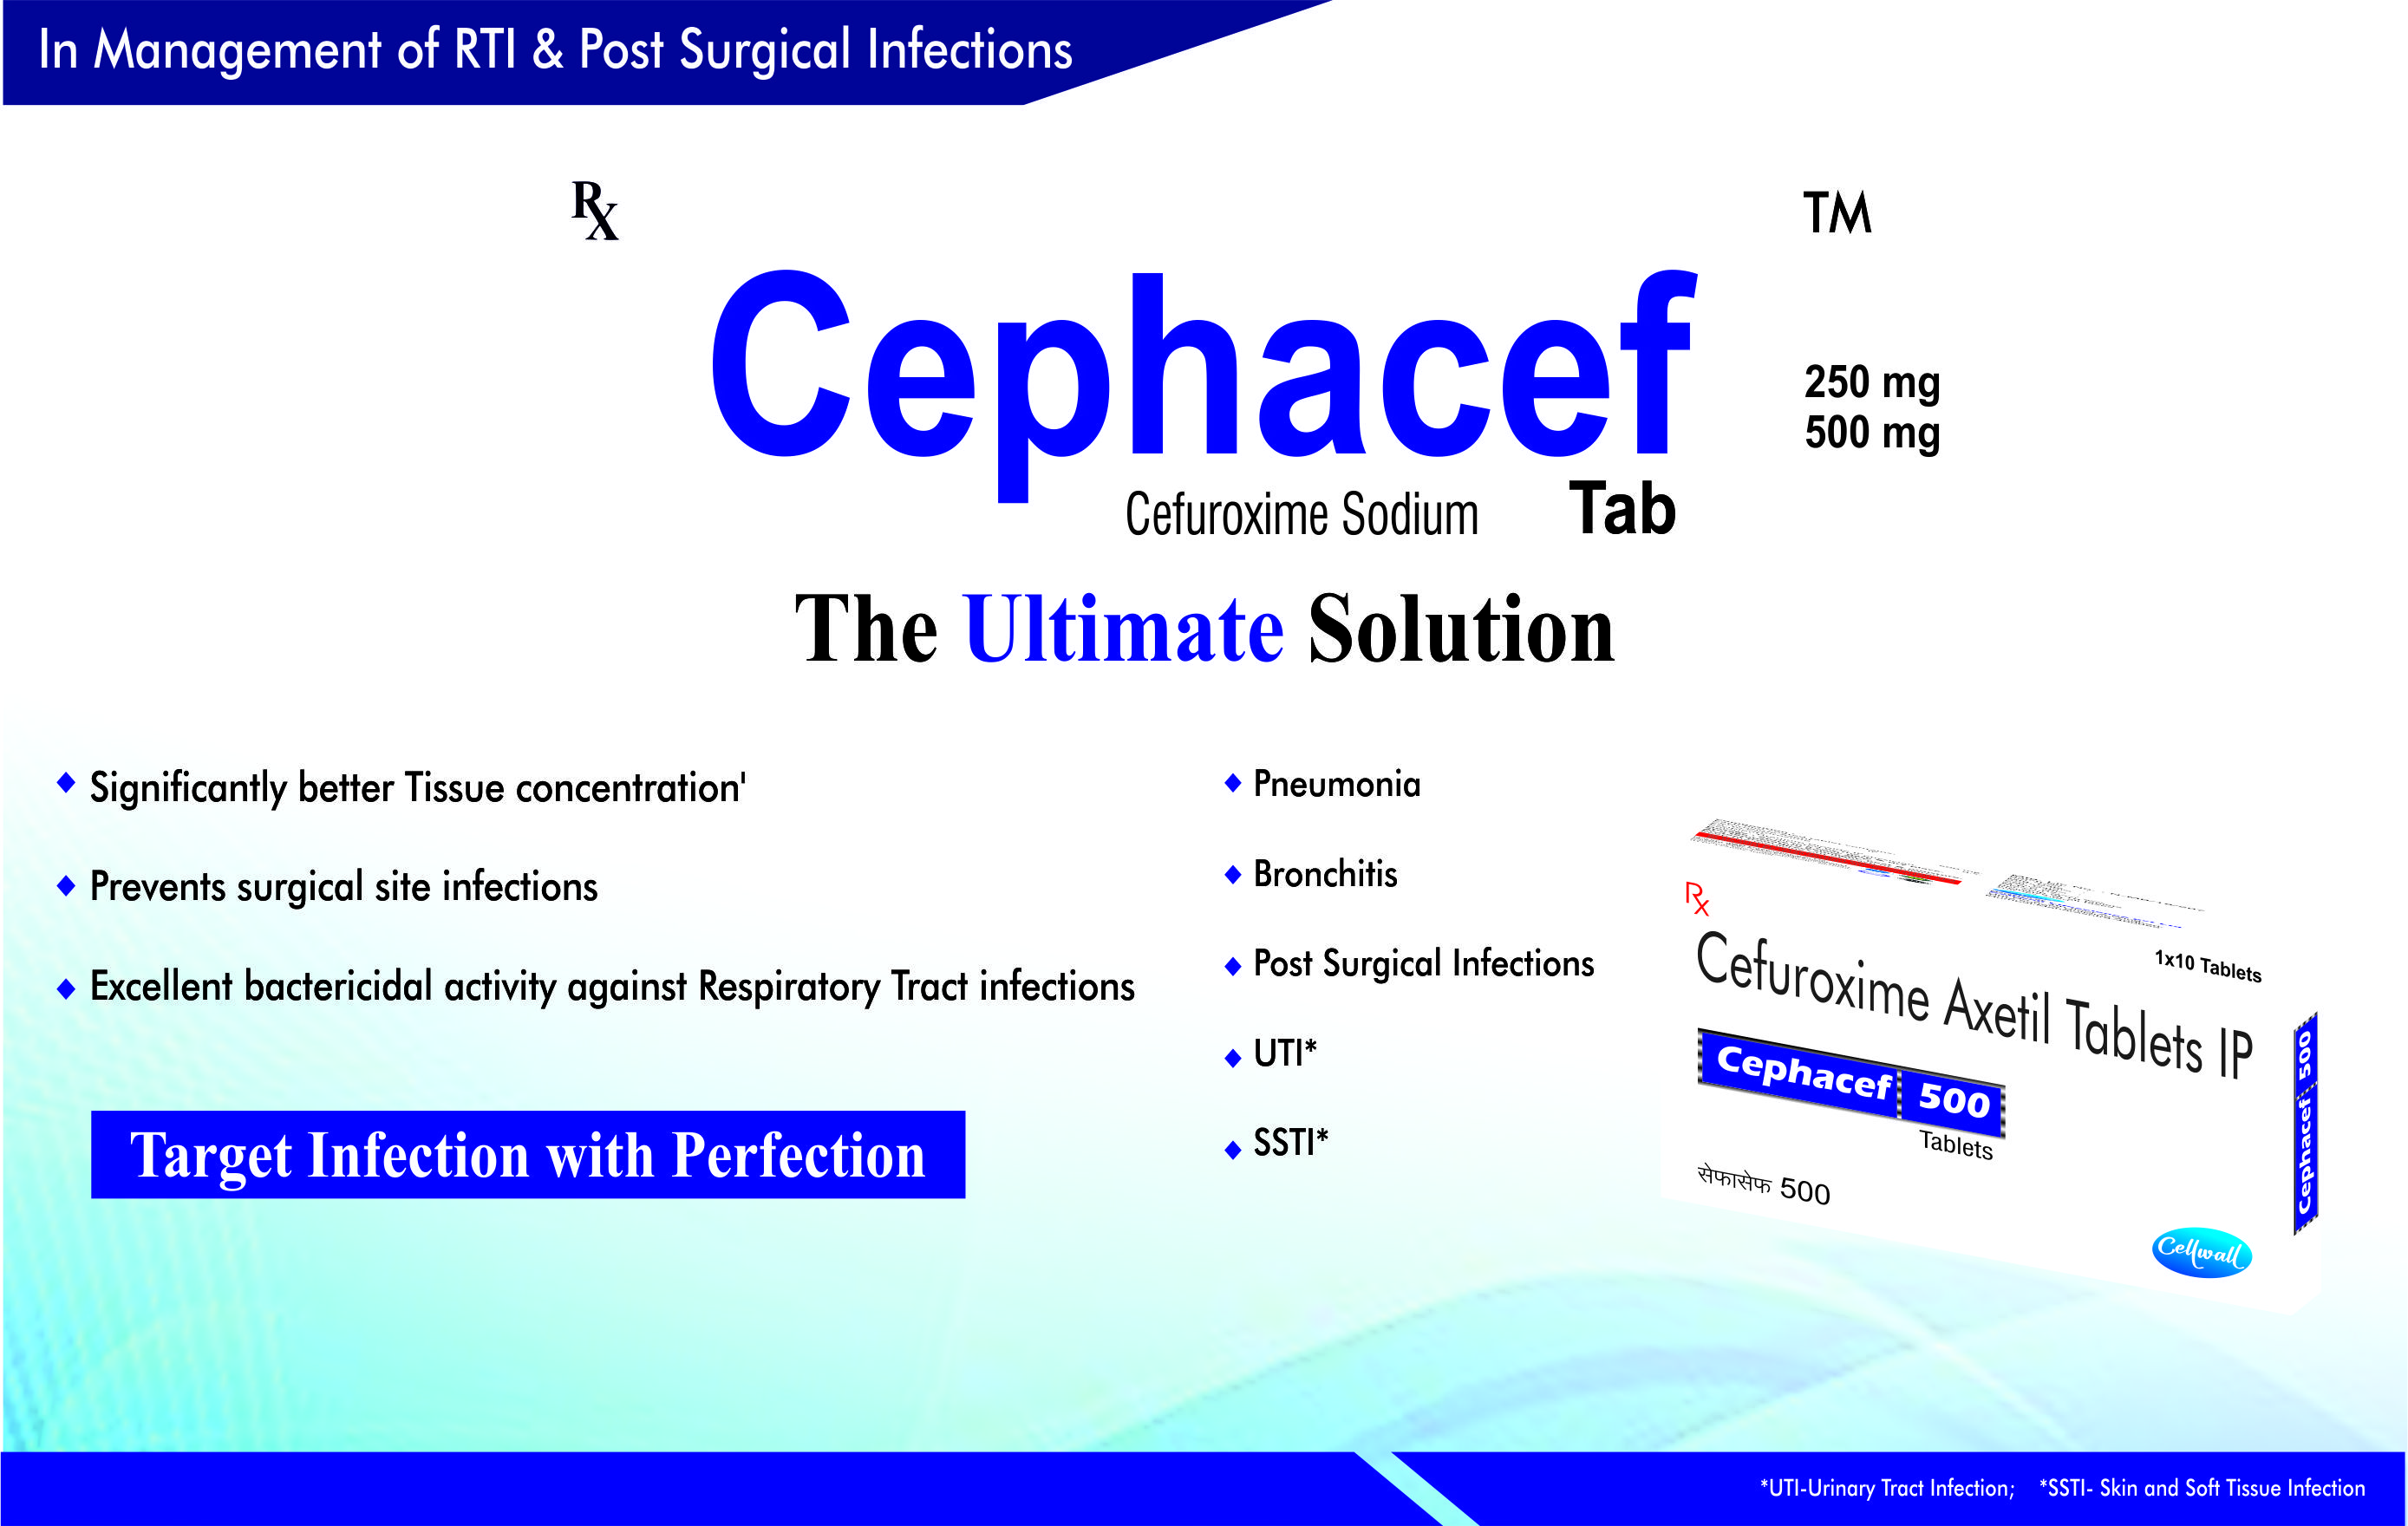 In Management of RTI & Post Surgical Infections
Rx
TM
Cephacef
250 mg
500 mg
Cefuroxime Sodium Tab
The Ultimate Solution
Significantly better Tissue concentration'
Prevents surgical site infections
Excellent bactericidal activity against Respiratory Tract infections
Target Infection with Perfection
Pneumonia
Bronchitis
Post Surgical Infections
UTI*
SSTI*
Rx
1x10 Tablets
Cefuroxime Axetil Tablets IP
Cephacef 500
Tablets
सेफासेफ 500
Cellwall
Cephacef 500
*UTI-Urinary Tract Infection; *SSTI- Skin and Soft Tissue Infection